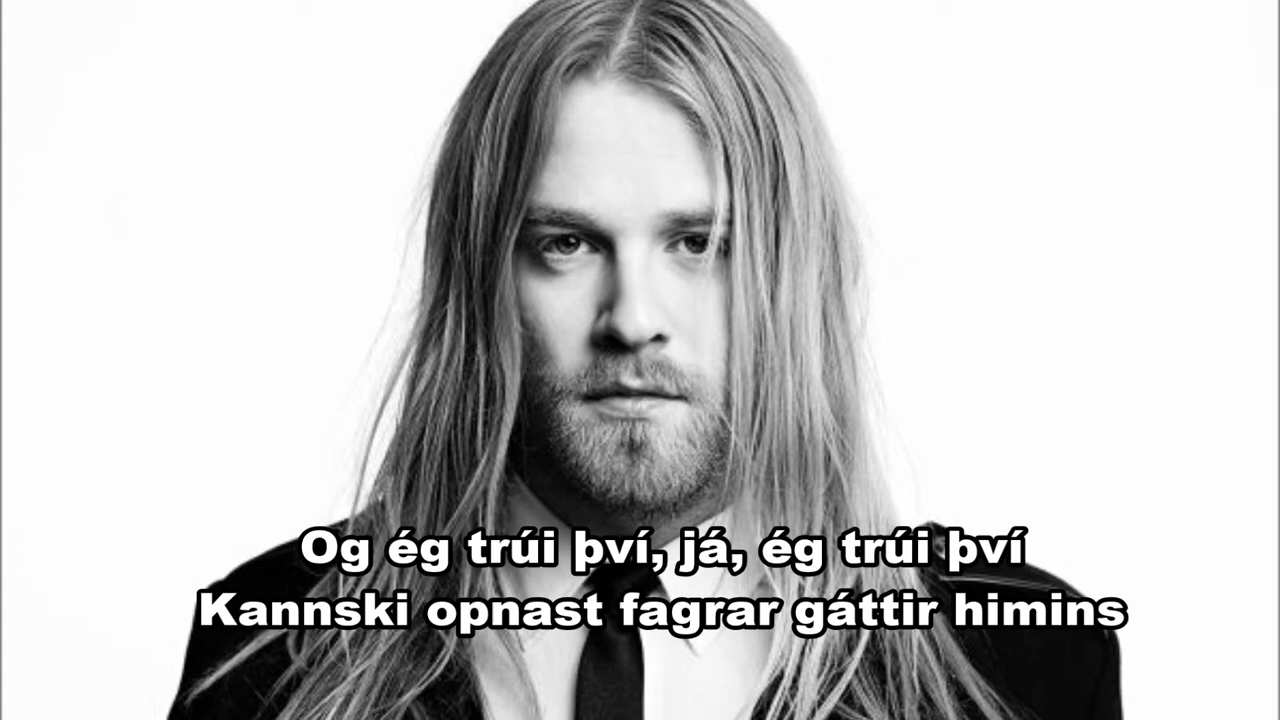 Og ég trúi því, já, ég trúi því
Kannski opnast fagrar gáttir himins